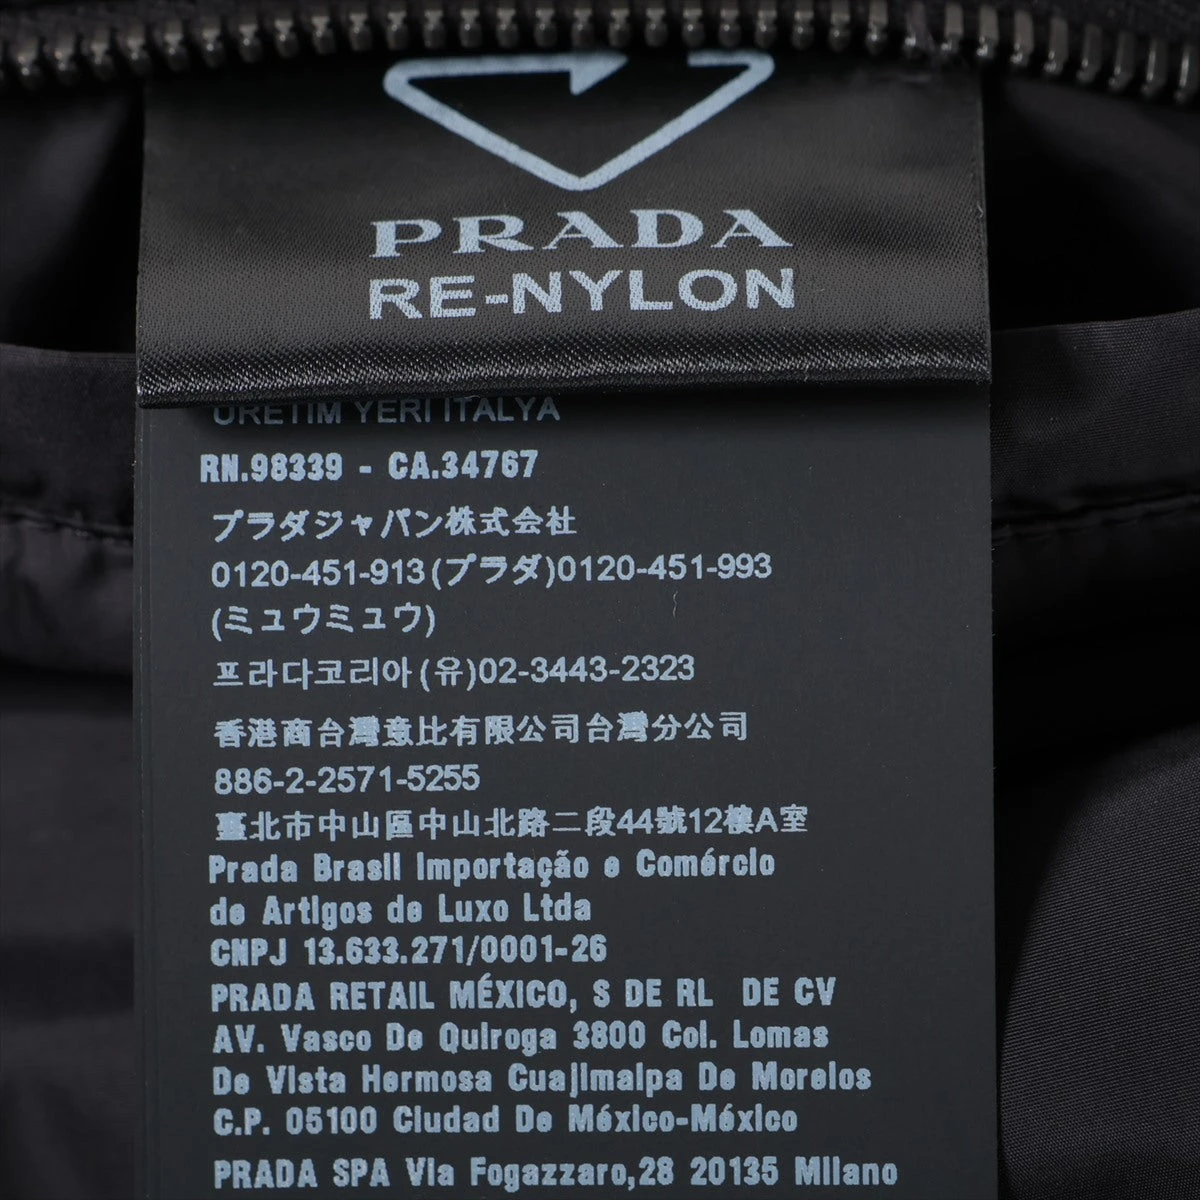 PRADA
RE-NYLON
ÜRETİM YERİ İTALYA
RN.98339 - CA.34767
プラダジャパン株式会社
0120-451-913(プラダ)0120-451-993
(ミュウミュウ)
프라다코리아(유)02-3443-2323
香港商台灣意比有限公司台灣分公司
886-2-2571-5255
臺北市中山區中山北路二段44號12樓A室
Prada Brasil Importação e Comércio
de Artigos de Luxo Ltda
CNPJ 13.633.271/0001-26
PRADA RETAIL MÉXICO, S DE RL DE CV
AV. Vasco De Quiroga 3800 Col. Lomas
De Vista Hermosa Cuajimalpa De Morelos
C.P. 05100 Ciudad De México-México
PRADA SPA Via Fogazzaro,28 20135 Milano